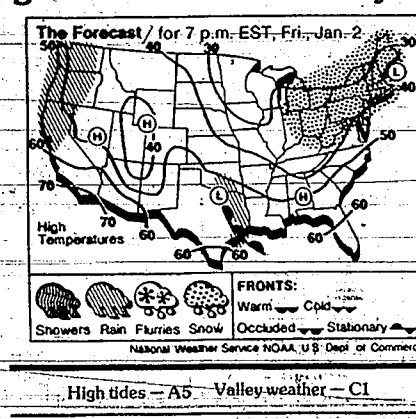 The Forecast / for 7 p.m. EST, Fri., Jan. 2
50 40 30 30
L
40
H H
40
60 50
70
L H
60
High
Temperatures
70 60 60 60
60 60
Showers Rain Flurries Snow
FRONTS:
Warm Cold
Occluded Stationary
National Weather Service NOAA, U.S. Dept. of Commerce
High tides — A5 Valley weather — C1